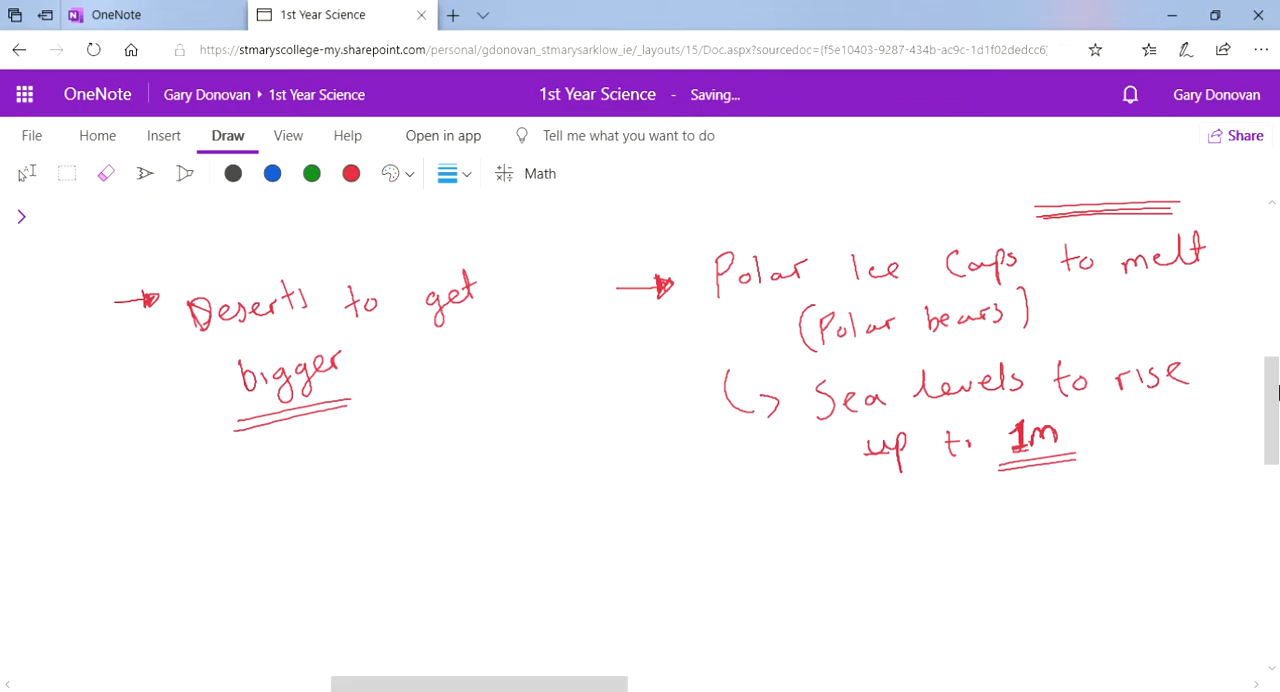 OneNote
1st Year Science
https://stmaryscollege-my.sharepoint.com/personal/gdonovan_stmarysarklow_ie/_layouts/15/Doc.aspx?sourcedoc={f5e10403-9287-434b-ac9c-1d1f02dedcc6}
OneNote
Gary Donovan
1st Year Science
1st Year Science - Saving...
Gary Donovan
File Home Insert Draw View Help Open in app Tell me what you want to do Share
Math
Deserts to get
bigger
Polar Ice Caps to melt
(Polar bears)
Sea levels to rise
up to 1m